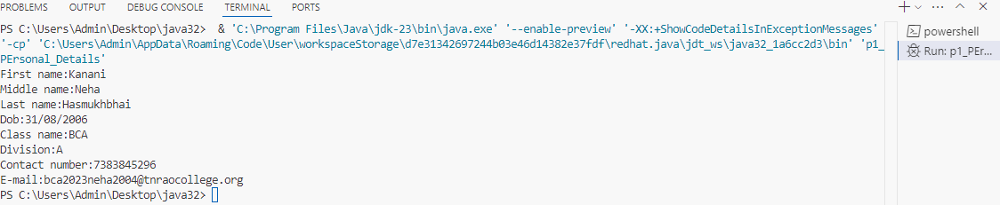 PROBLEMS OUTPUT DEBUG CONSOLE TERMINAL PORTS
PS C:\Users\Admin\Desktop\java32>  & 'C:\Program Files\Java\jdk-23\bin\java.exe' '--enable-preview' '-XX:+ShowCodeDetailsInExceptionMessages'
'-cp' 'C:\Users\Admin\AppData\Roaming\Code\User\workspaceStorage\d7e31342697244b03e46d14382e37fdf\redhat.java\jdt_ws\java32_1a6cc2d3\bin' 'p1_
PErsonal_Details'
First name:Kanani
Middle name:Neha
Last name:Hasmukhbhai
Dob:31/08/2006
Class name:BCA
Division:A
Contact number:7383845296
E-mail:bca2023neha2004@tnraocollege.org
PS C:\Users\Admin\Desktop\java32>
powershell
Run: p1_PEr...